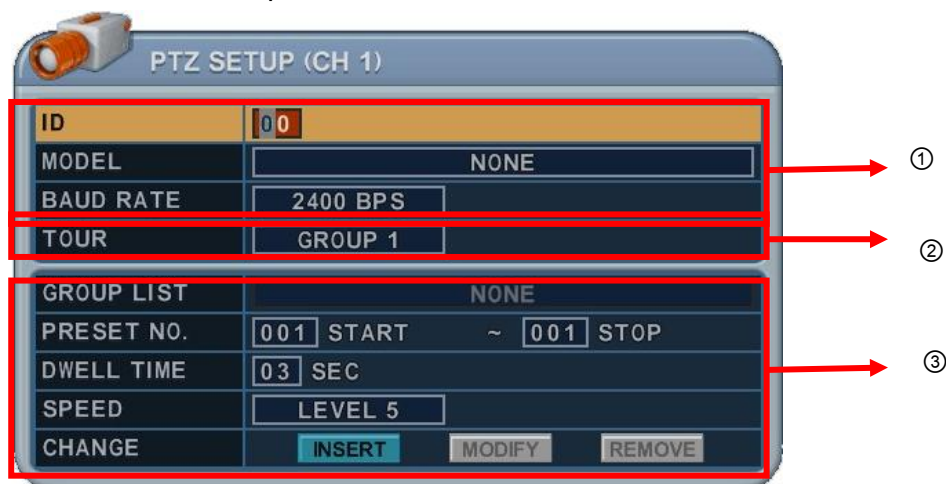 PTZ SETUP (CH 1)
ID 00
MODEL NONE ①
BAUD RATE 2400 BPS
TOUR GROUP 1 ②
GROUP LIST NONE
PRESET NO. 001 START ~ 001 STOP
DWELL TIME 03 SEC ③
SPEED LEVEL 5
CHANGE INSERT MODIFY REMOVE